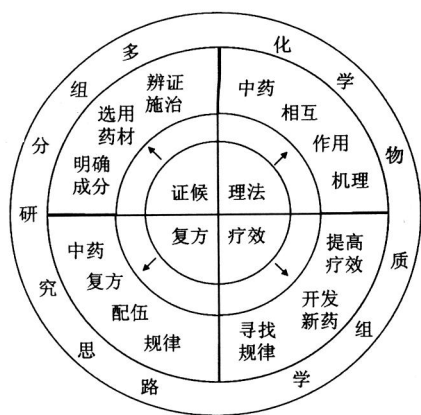 多组分研究思路
化学物质组学
辨证
施治
选用
药材
明确
成分
中药
相互
作用
机理
证候
理法
复方
疗效
中药
复方
配伍
规律
提高
疗效
开发
新药
寻找
规律